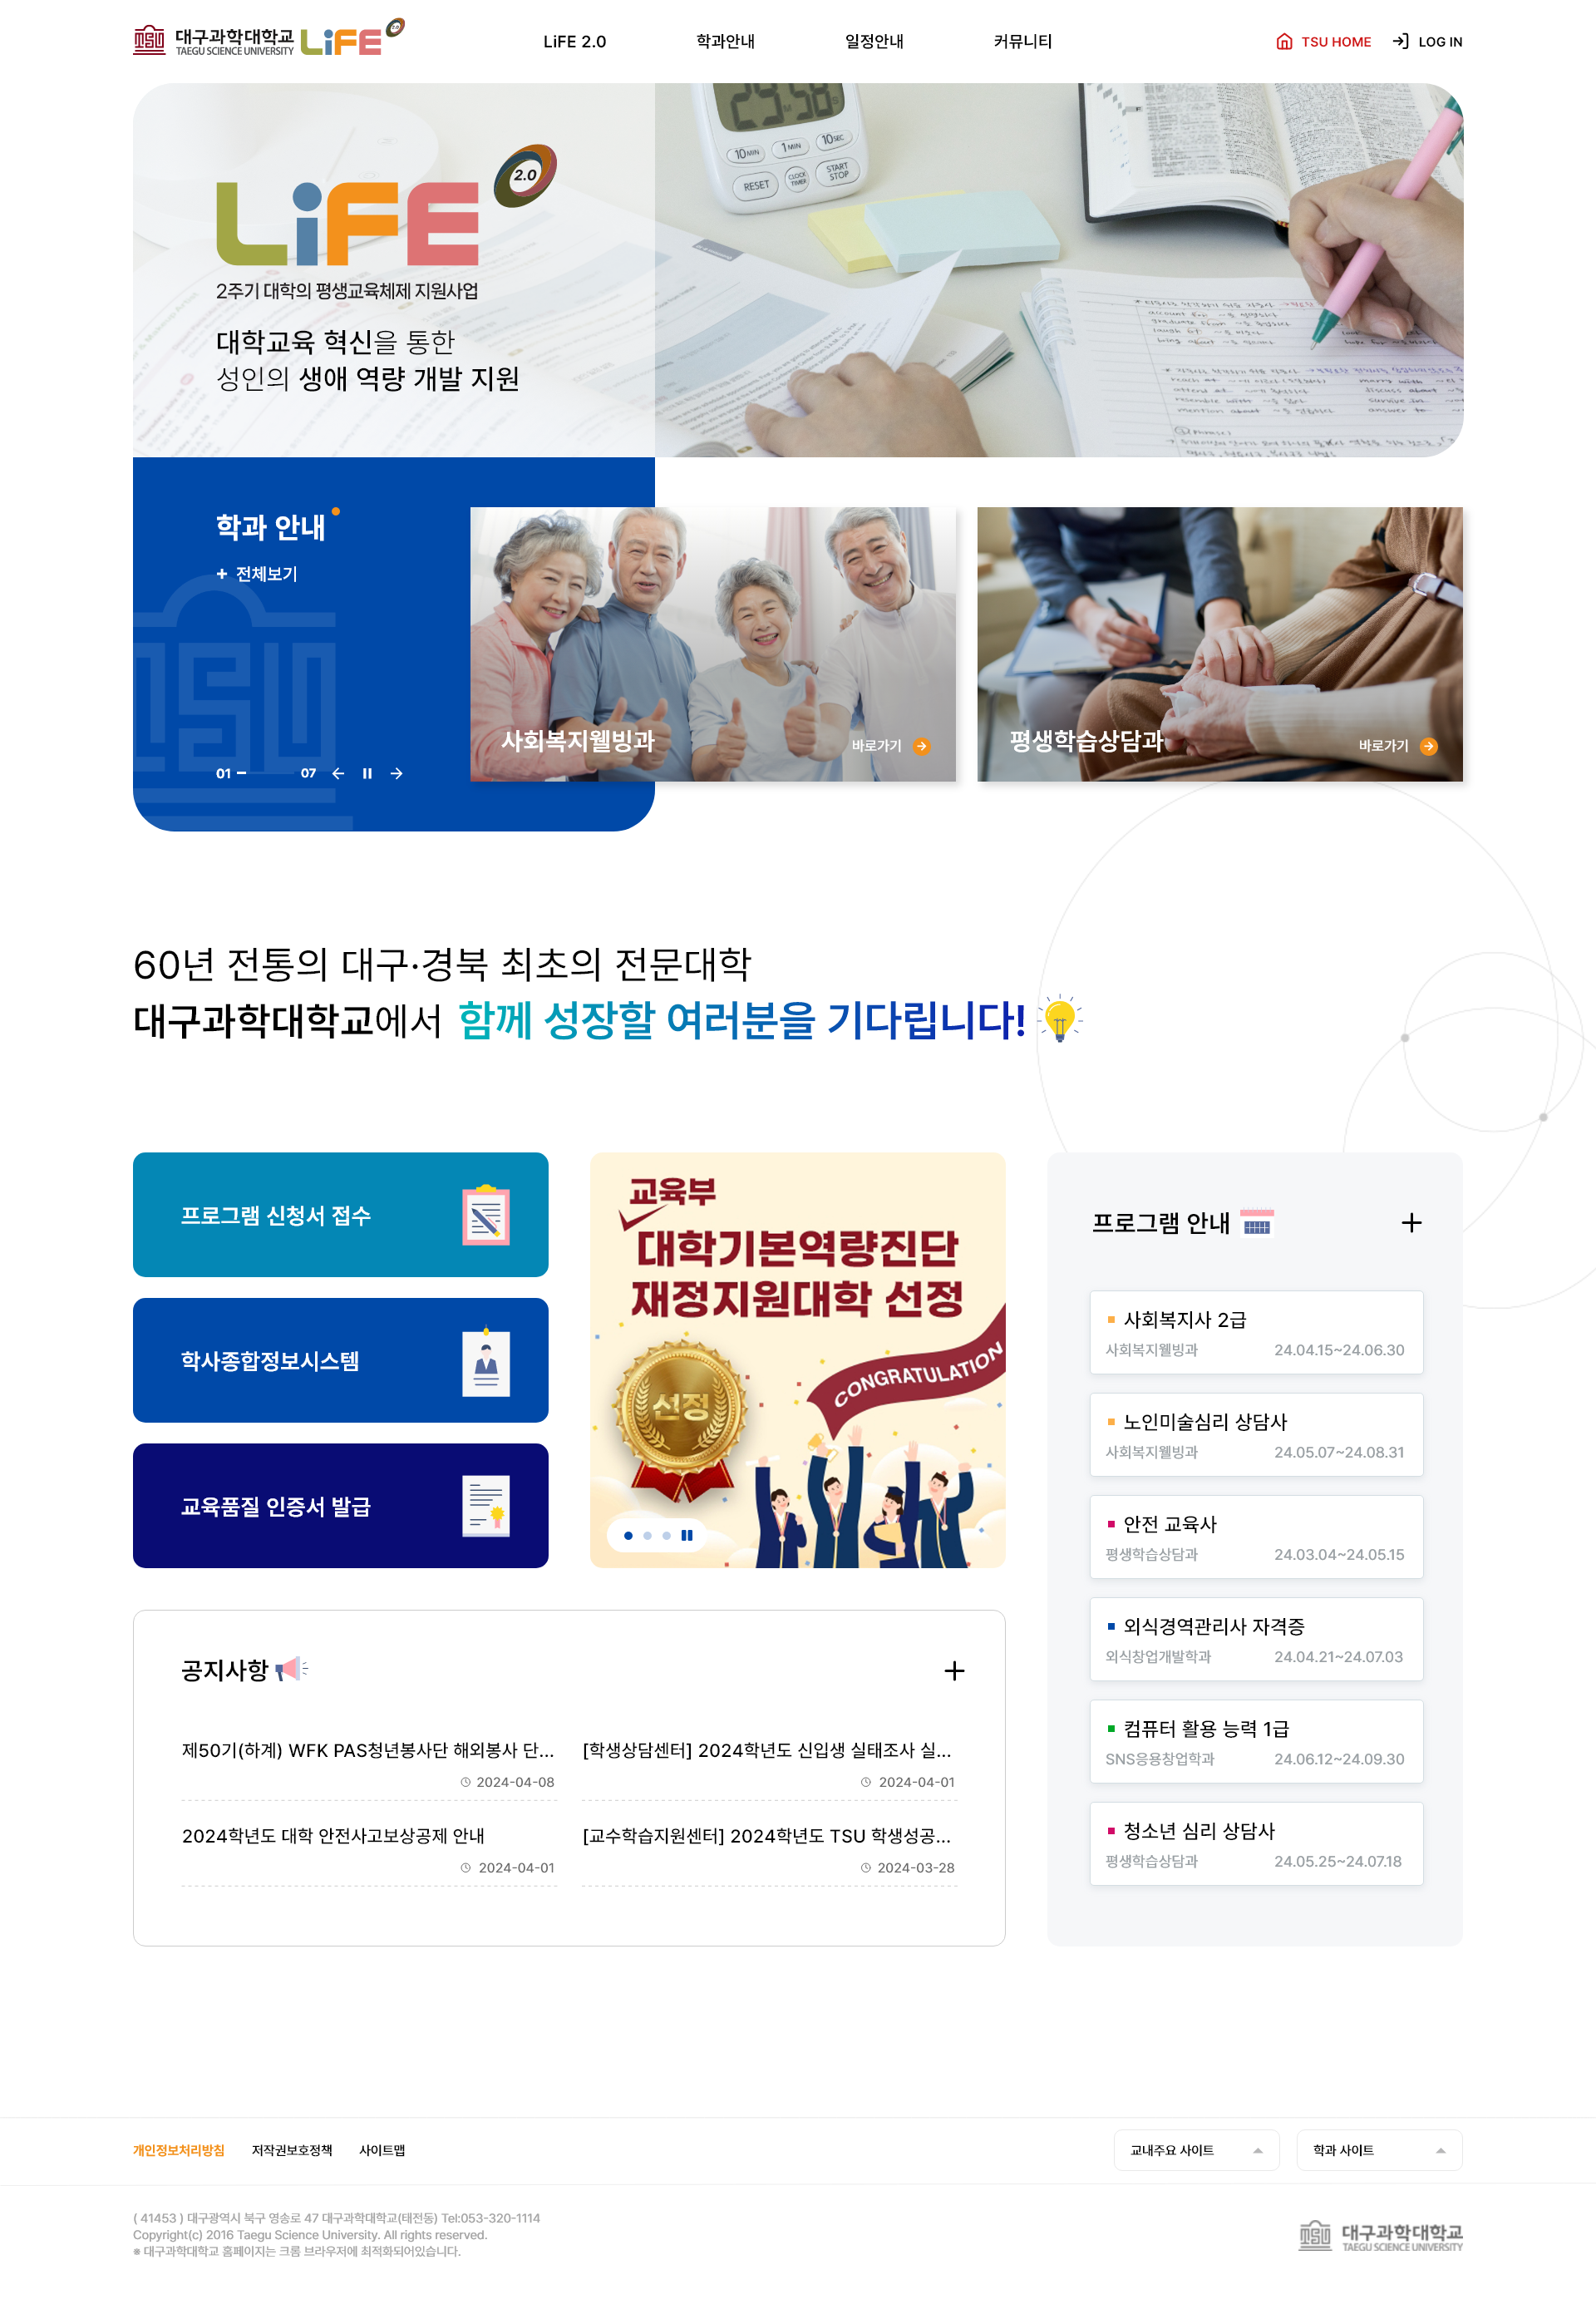 대구과학대학교
TAEGU SCIENCE UNIVERSITY
LiFE 2.0
LiFE 2.0
학과안내
일정안내
커뮤니티
TSU HOME
LOG IN
LiFE 2.0
2주기 대학의 평생교육체제 지원사업
대학교육 혁신을 통한
성인의 생애 역량 개발 지원
23:58
M S
10MIN 1MIN 10SEC
RESET CLOCK TIMER START STOP
학과 안내
+ 전체보기
01
07
사회복지웰빙과
바로가기
평생학습상담과
바로가기
60년 전통의 대구·경북 최초의 전문대학
대구과학대학교에서 함께 성장할 여러분을 기다립니다!
프로그램 신청서 접수
학사종합정보시스템
교육품질 인증서 발급
교육부
대학기본역량진단
재정지원대학 선정
CONGRATULATION
선정
공지사항
제50기(하계) WFK PAS청년봉사단 해외봉사 단...
2024-04-08
[학생상담센터] 2024학년도 신입생 실태조사 실...
2024-04-01
2024학년도 대학 안전사고보상공제 안내
2024-04-01
[교수학습지원센터] 2024학년도 TSU 학생성공...
2024-03-28
프로그램 안내
사회복지사 2급
사회복지웰빙과 24.04.15~24.06.30
노인미술심리 상담사
사회복지웰빙과 24.05.07~24.08.31
안전 교육사
평생학습상담과 24.03.04~24.05.15
외식경역관리사 자격증
외식창업개발학과 24.04.21~24.07.03
컴퓨터 활용 능력 1급
SNS응용창업학과 24.06.12~24.09.30
청소년 심리 상담사
평생학습상담과 24.05.25~24.07.18
개인정보처리방침
저작권보호정책
사이트맵
교내주요 사이트
학과 사이트
( 41453 ) 대구광역시 북구 영송로 47 대구과학대학교(태전동) Tel:053-320-1114
Copyright(c) 2016 Taegu Science University. All rights reserved.
※ 대구과학대학교 홈페이지는 크롬 브라우저에 최적화되어있습니다.
대구과학대학교
TAEGU SCIENCE UNIVERSITY